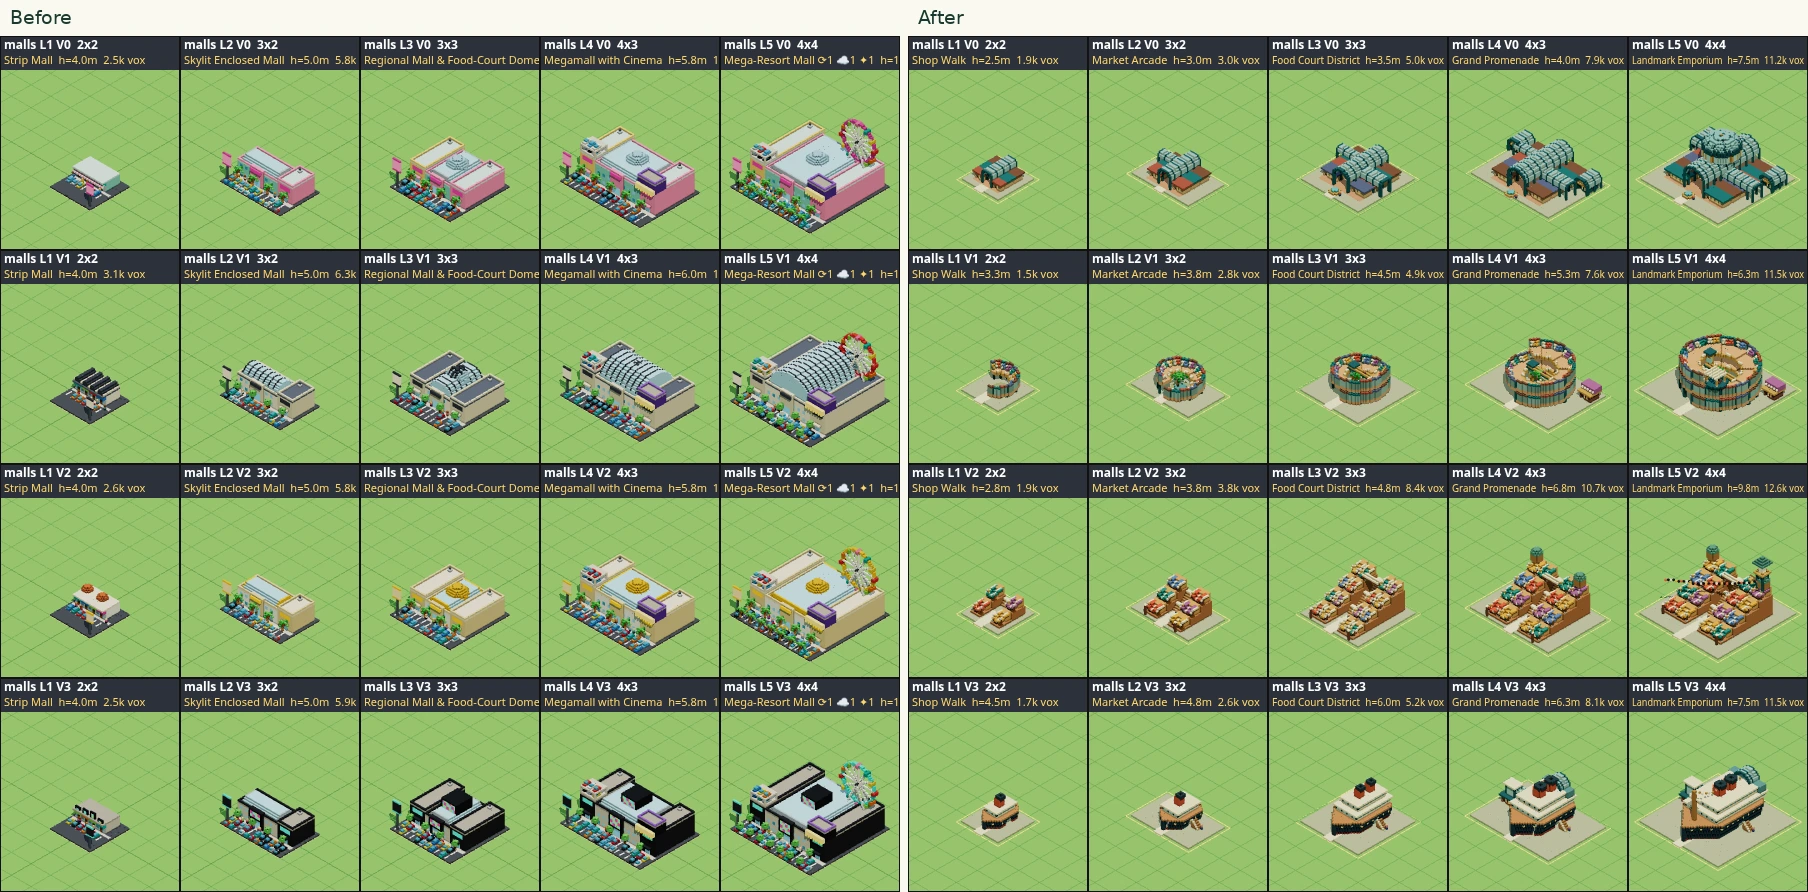 Before
After
malls L1 V0 2x2
Strip Mall h=4.0m 2.5k vox
malls L2 V0 3x2
Skylit Enclosed Mall h=5.0m 5.8k
malls L3 V0 3x3
Regional Mall & Food-Court Dome
malls L4 V0 4x3
Megamall with Cinema h=5.8m 1
malls L5 V0 4x4
Mega-Resort Mall ⟳1 ☁️1 ✦1 h=1
malls L1 V0 2x2
Shop Walk h=2.5m 1.9k vox
malls L2 V0 3x2
Market Arcade h=3.0m 3.0k vox
malls L3 V0 3x3
Food Court District h=3.5m 5.0k vox
malls L4 V0 4x3
Grand Promenade h=4.0m 7.9k vox
malls L5 V0 4x4
Landmark Emporium h=7.5m 11.2k vox
malls L1 V1 2x2
Strip Mall h=4.0m 3.1k vox
malls L2 V1 3x2
Skylit Enclosed Mall h=5.0m 6.3k
malls L3 V1 3x3
Regional Mall & Food-Court Dome
malls L4 V1 4x3
Megamall with Cinema h=6.0m 1
malls L5 V1 4x4
Mega-Resort Mall ⟳1 ☁️1 ✦1 h=1
malls L1 V1 2x2
Shop Walk h=3.3m 1.5k vox
malls L2 V1 3x2
Market Arcade h=3.8m 2.8k vox
malls L3 V1 3x3
Food Court District h=4.5m 4.9k vox
malls L4 V1 4x3
Grand Promenade h=5.3m 7.6k vox
malls L5 V1 4x4
Landmark Emporium h=6.3m 11.5k vox
malls L1 V2 2x2
Strip Mall h=4.0m 2.6k vox
malls L2 V2 3x2
Skylit Enclosed Mall h=5.0m 5.8k
malls L3 V2 3x3
Regional Mall & Food-Court Dome
malls L4 V2 4x3
Megamall with Cinema h=5.8m 1
malls L5 V2 4x4
Mega-Resort Mall ⟳1 ☁️1 ✦1 h=1
malls L1 V2 2x2
Shop Walk h=2.8m 1.9k vox
malls L2 V2 3x2
Market Arcade h=3.8m 3.8k vox
malls L3 V2 3x3
Food Court District h=4.8m 8.4k vox
malls L4 V2 4x3
Grand Promenade h=6.8m 10.7k vox
malls L5 V2 4x4
Landmark Emporium h=9.8m 12.6k vox
malls L1 V3 2x2
Strip Mall h=4.0m 2.5k vox
malls L2 V3 3x2
Skylit Enclosed Mall h=5.0m 5.9k
malls L3 V3 3x3
Regional Mall & Food-Court Dome
malls L4 V3 4x3
Megamall with Cinema h=5.8m 1
malls L5 V3 4x4
Mega-Resort Mall ⟳1 ☁️1 ✦1 h=1
malls L1 V3 2x2
Shop Walk h=4.5m 1.7k vox
malls L2 V3 3x2
Market Arcade h=4.8m 2.6k vox
malls L3 V3 3x3
Food Court District h=6.0m 5.2k vox
malls L4 V3 4x3
Grand Promenade h=6.3m 8.1k vox
malls L5 V3 4x4
Landmark Emporium h=7.5m 11.5k vox